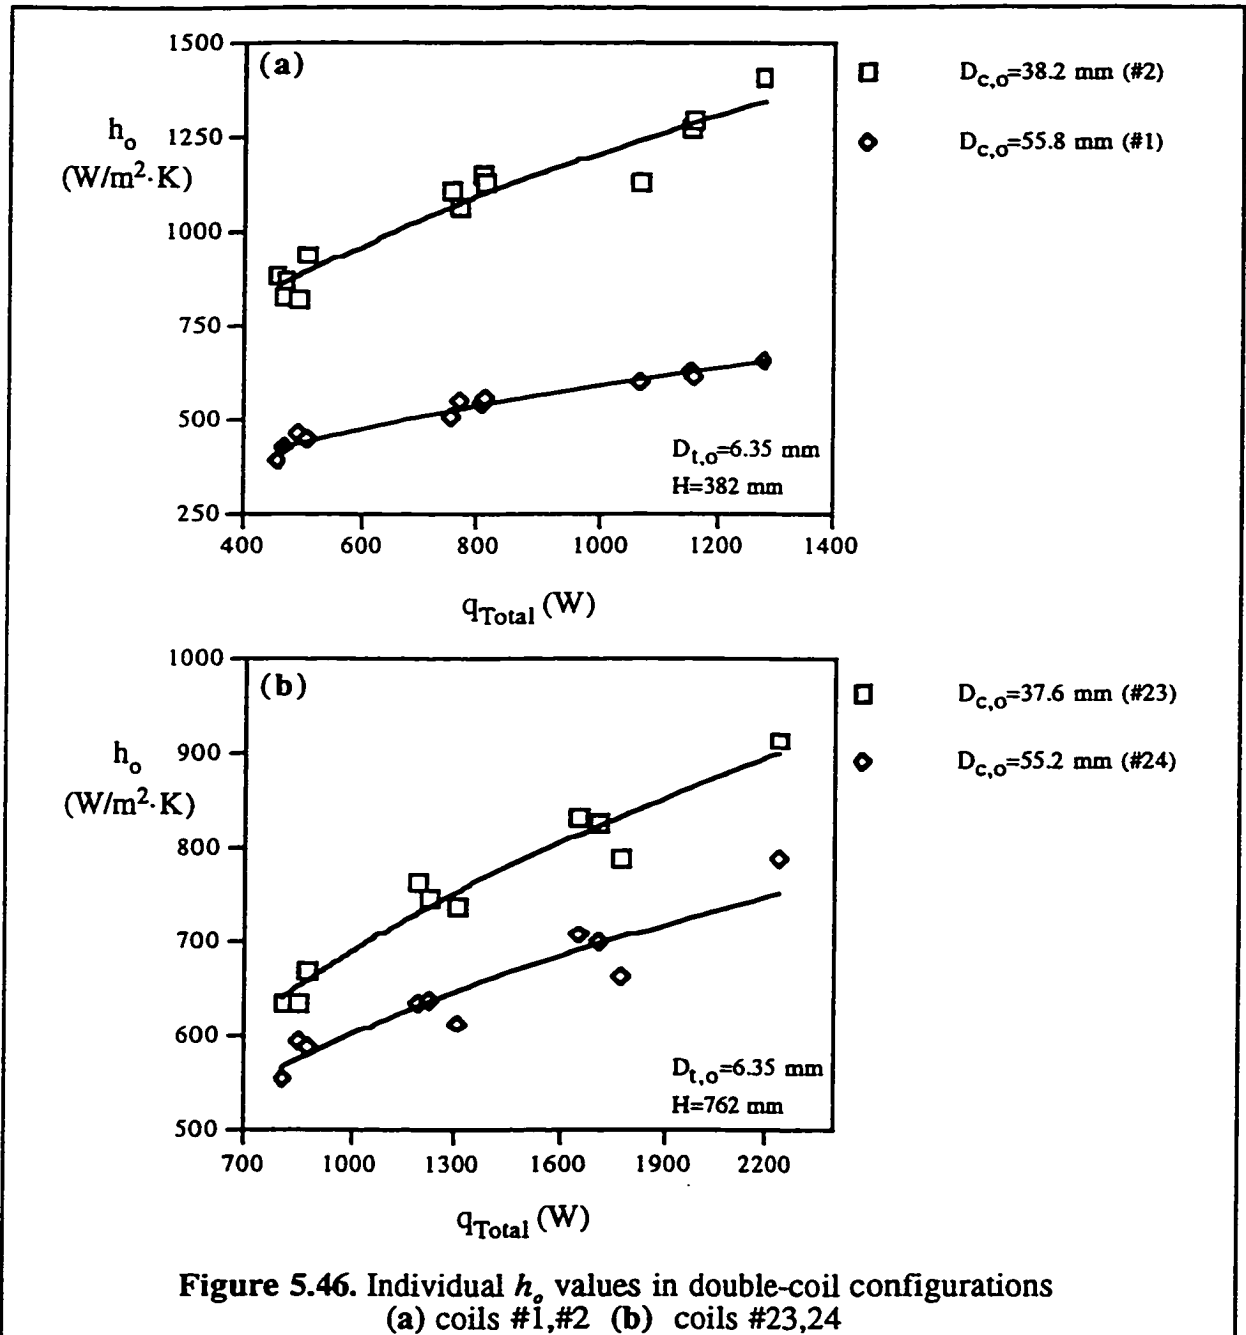 (a)
1500
1250
1000
750
500
250
h_o
(W/m²·K)
D_c,o=38.2 mm (#2)
D_c,o=55.8 mm (#1)
D_t,o=6.35 mm
H=382 mm
400 600 800 1000 1200 1400
q_Total (W)
(b)
1000
900
800
700
600
500
h_o
(W/m²·K)
D_c,o=37.6 mm (#23)
D_c,o=55.2 mm (#24)
D_t,o=6.35 mm
H=762 mm
700 1000 1300 1600 1900 2200
q_Total (W)
Figure 5.46. Individual h_o values in double-coil configurations
(a) coils #1,#2 (b) coils #23,24